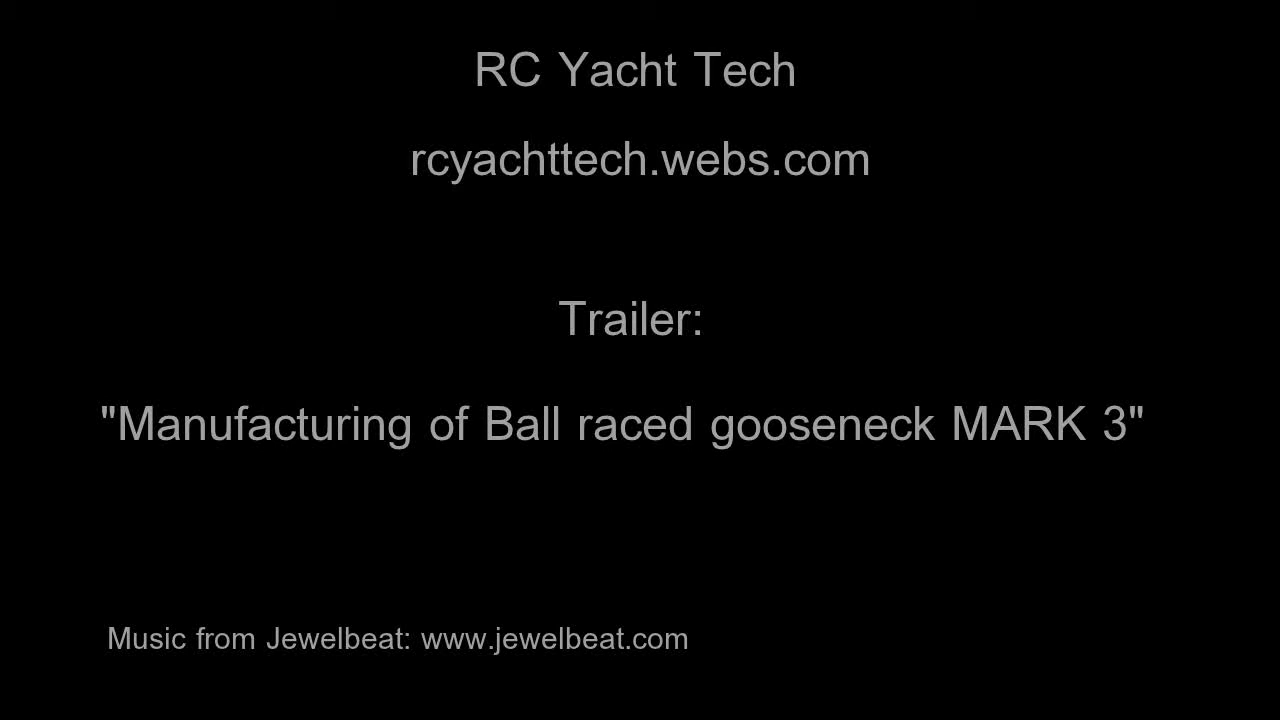 RC Yacht Tech
rcyachttech.webs.com
Trailer:
"Manufacturing of Ball raced gooseneck MARK 3"
Music from Jewelbeat: www.jewelbeat.com